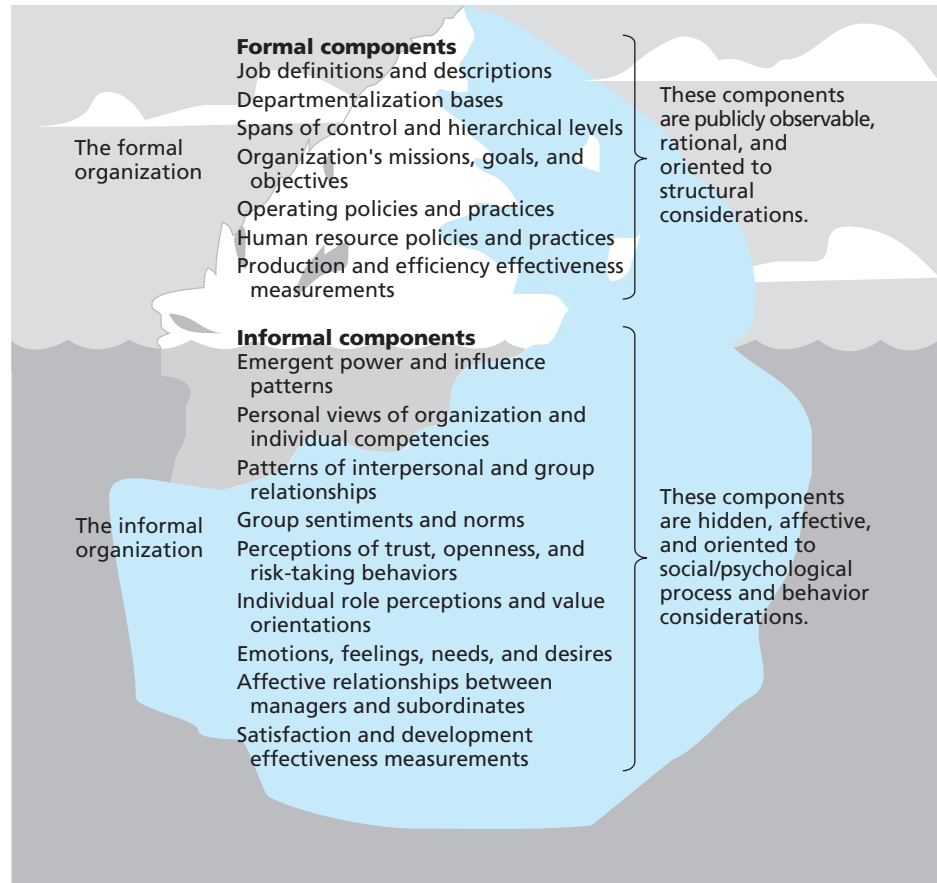 The formal
organization
Formal components
Job definitions and descriptions
Departmentalization bases
Spans of control and hierarchical levels
Organization's missions, goals, and
objectives
Operating policies and practices
Human resource policies and practices
Production and efficiency effectiveness
measurements
These components
are publicly observable,
rational, and
oriented to
structural
considerations.
The informal
organization
Informal components
Emergent power and influence
patterns
Personal views of organization and
individual competencies
Patterns of interpersonal and group
relationships
Group sentiments and norms
Perceptions of trust, openness, and
risk-taking behaviors
Individual role perceptions and value
orientations
Emotions, feelings, needs, and desires
Affective relationships between
managers and subordinates
Satisfaction and development
effectiveness measurements
These components
are hidden, affective,
and oriented to
social/psychological
process and behavior
considerations.